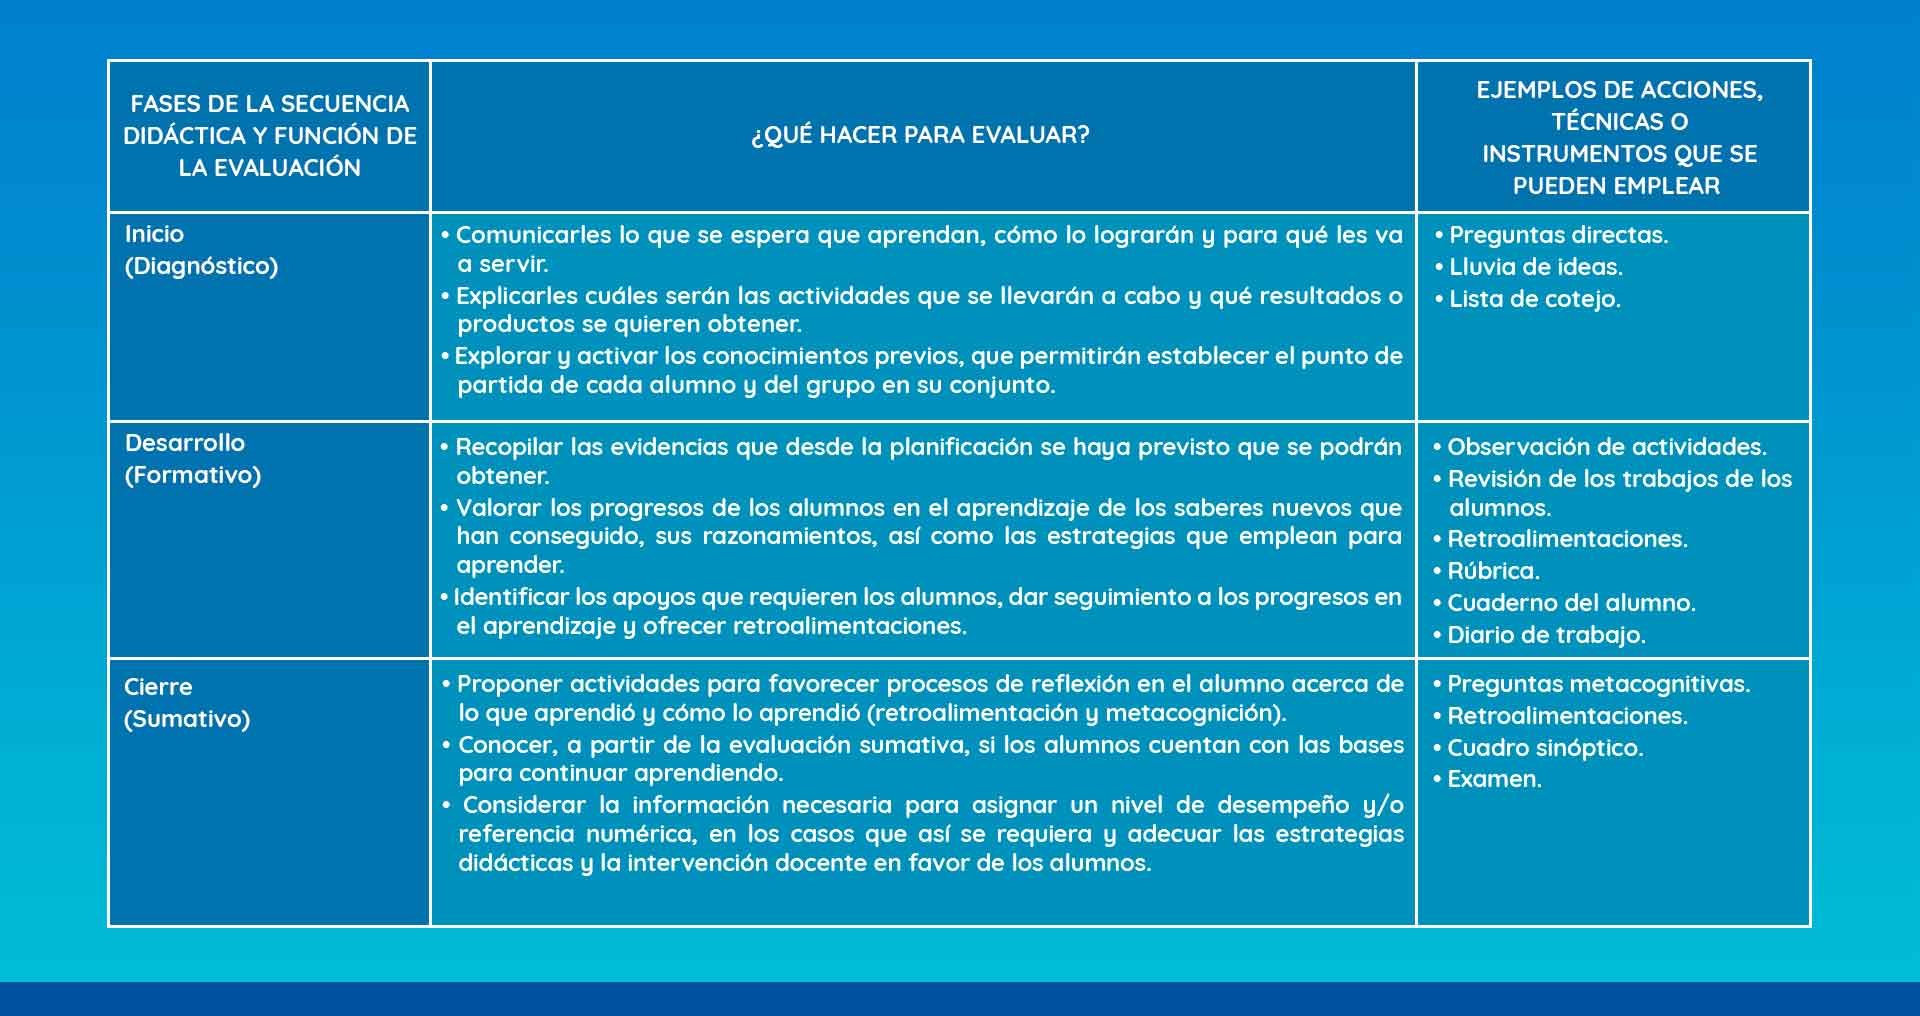 FASES DE LA SECUENCIA
DIDÁCTICA Y FUNCIÓN DE
LA EVALUACIÓN
¿QUÉ HACER PARA EVALUAR?
EJEMPLOS DE ACCIONES,
TÉCNICAS O
INSTRUMENTOS QUE SE
PUEDEN EMPLEAR
Inicio
(Diagnóstico)
• Comunicarles lo que se espera que aprendan, cómo lo lograrán y para qué les va
a servir.
• Explicarles cuáles serán las actividades que se llevarán a cabo y qué resultados o
productos se quieren obtener.
• Explorar y activar los conocimientos previos, que permitirán establecer el punto de
partida de cada alumno y del grupo en su conjunto.
• Preguntas directas.
• Lluvia de ideas.
• Lista de cotejo.
Desarrollo
(Formativo)
• Recopilar las evidencias que desde la planificación se haya previsto que se podrán
obtener.
• Valorar los progresos de los alumnos en el aprendizaje de los saberes nuevos que
han conseguido, sus razonamientos, así como las estrategias que emplean para
aprender.
• Identificar los apoyos que requieren los alumnos, dar seguimiento a los progresos en
el aprendizaje y ofrecer retroalimentaciones.
• Observación de actividades.
• Revisión de los trabajos de los
alumnos.
• Retroalimentaciones.
• Rúbrica.
• Cuaderno del alumno.
• Diario de trabajo.
Cierre
(Sumativo)
• Proponer actividades para favorecer procesos de reflexión en el alumno acerca de
lo que aprendió y cómo lo aprendió (retroalimentación y metacognición).
• Conocer, a partir de la evaluación sumativa, si los alumnos cuentan con las bases
para continuar aprendiendo.
• Considerar la información necesaria para asignar un nivel de desempeño y/o
referencia numérica, en los casos que así se requiera y adecuar las estrategias
didácticas y la intervención docente en favor de los alumnos.
• Preguntas metacognitivas.
• Retroalimentaciones.
• Cuadro sinóptico.
• Examen.